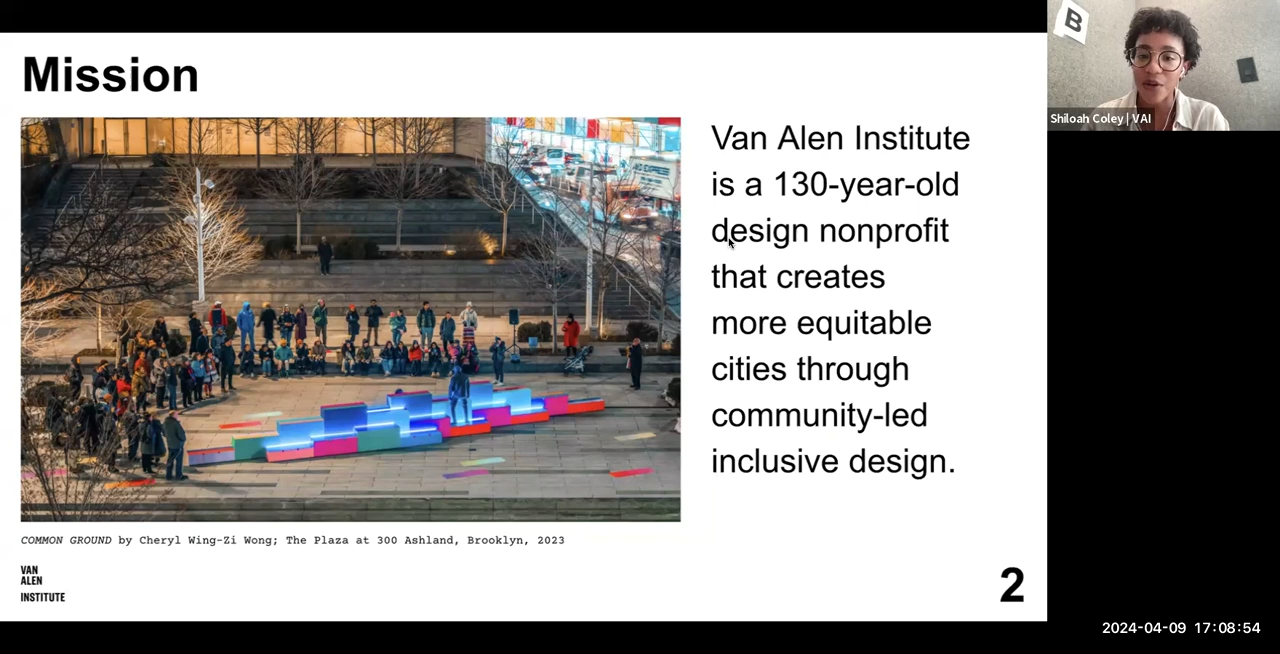 Mission
Van Alen Institute
is a 130-year-old
design nonprofit
that creates
more equitable
cities through
community-led
inclusive design.
COMMON GROUND by Cheryl Wing-Zi Wong; The Plaza at 300 Ashland, Brooklyn, 2023
VAN
ALEN
INSTITUTE
2
B
Shiloah Coley | VAI
2024-04-09 17:08:54